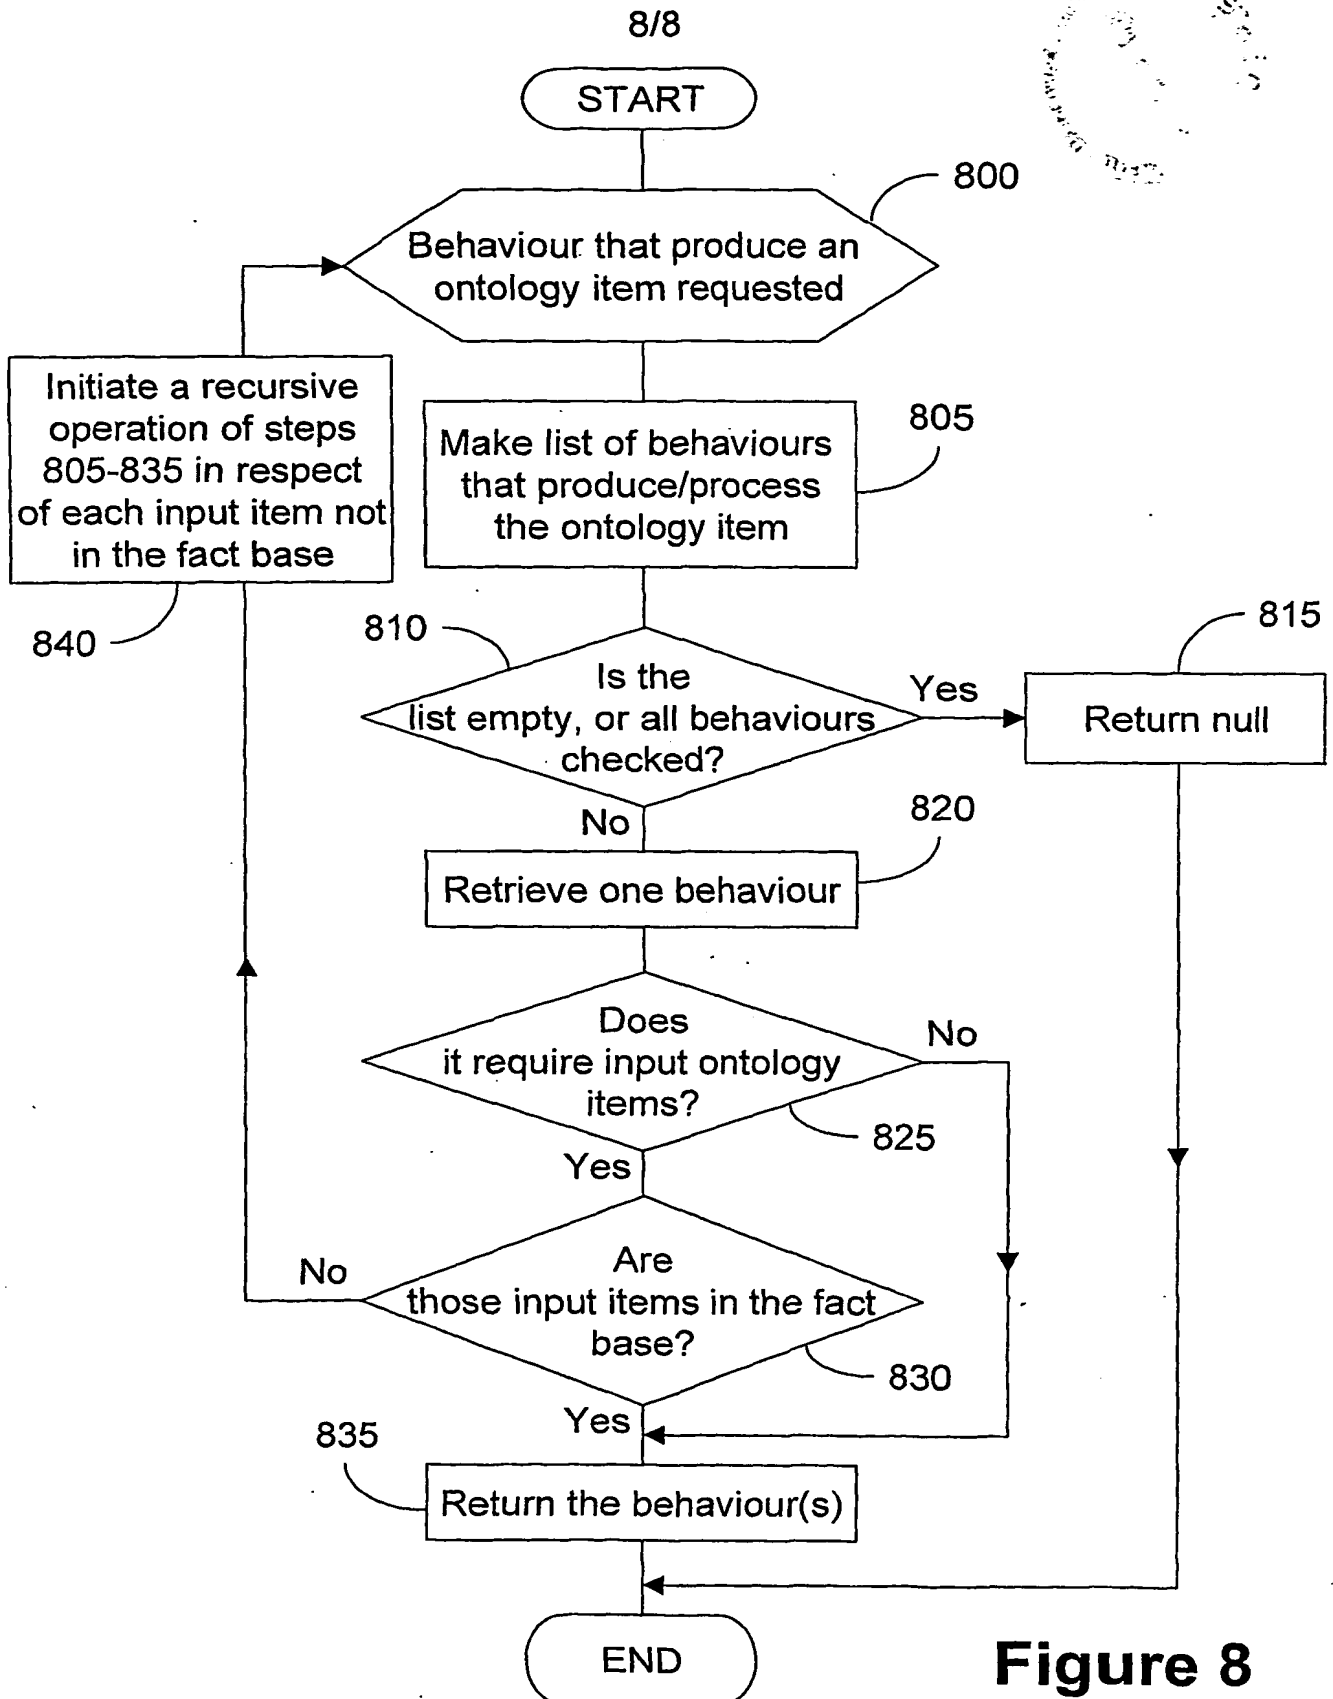 8/8
START
800
Behaviour that produce an
ontology item requested
Initiate a recursive
operation of steps
805-835 in respect
of each input item not
in the fact base
840
805
Make list of behaviours
that produce/process
the ontology item
810
Is the
list empty, or all behaviours
checked?
Yes
815
Return null
No
820
Retrieve one behaviour
Does
it require input ontology
items?
No
825
Yes
Are
those input items in the fact
base?
No
830
Yes
835
Return the behaviour(s)
END
Figure 8